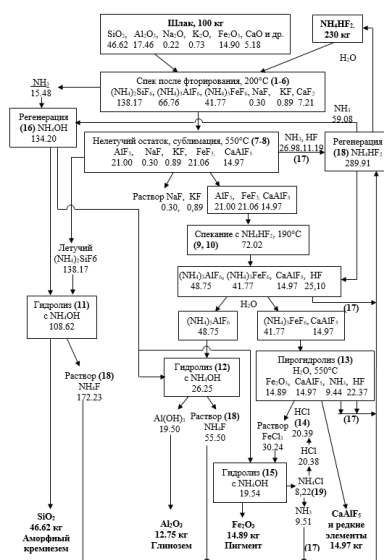 Шлак, 100 кг
SiO2, Al2O3, Na2O, K2O, Fe2O3, CaO и др.
46.62 17.46 0.22 0.73 14.90 5.18
NH4HF2,
230 кг
H2O
NH3
15.48
Спек после фторирования, 200°С (1-6)
(NH4)2SiF6, (NH4)3AlF6, (NH4)3FeF6, NaF, KF, CaF2
138.17 66.76 41.77 0.30 0.89 7.21
NH3
59.08
Регенерация
(16) NH4OH
134.20
Нелетучий остаток, сублимация, 550°С (7-8)
AlF3, NaF, KF, FeF3, CaAlF5
21.00 0.30 0.89 21.06 14.97
NH3, HF
26.98,11.19
(17)
Регенерация
(18) NH4HF2
289.91
Раствор NaF, KF
0.30, 0,89
AlF3, FeF3, CaAlF5
21.00 21.06 14.97
Спекание с NH4HF2, 190°С
(9, 10) 72.02
Летучий
(NH4)2SiF6
138.17
(NH4)3AlF6, (NH4)3FeF6, CaAlF5, HF
48.75 41.77 14.97 25,10
(17)
H2O
Гидролиз (11)
с NH4OH
108.62
(NH4)3AlF6
48.75
(NH4)3FeF6, CaAlF5
41.77 14.97
Гидролиз (12)
с NH4OH
26.25
Пирогидролиз (13)
H2O, 550°С
Fe2O3, CaAlF5, NH3, HF
14.89 14.97 9.44 22.37
(17)
Раствор (18)
NH4F
172.23
Al(OH)3
19.50
Раствор (18)
NH4F
55.50
HCl
(14)
20.39
Раствор
FeCl3
30.24
HCl
20.38
Гидролиз (15)
с NH4OH
19.54
NH4Cl
8,22(19)
NH3
9.51
(17)
SiO2
46.62 кг
Аморфный
кремнезем
Al2O3
12.75 кг
Глинозем
Fe2O3
14.89 кг
Пигмент
CaAlF5
и редкие
элементы
14.97 кг